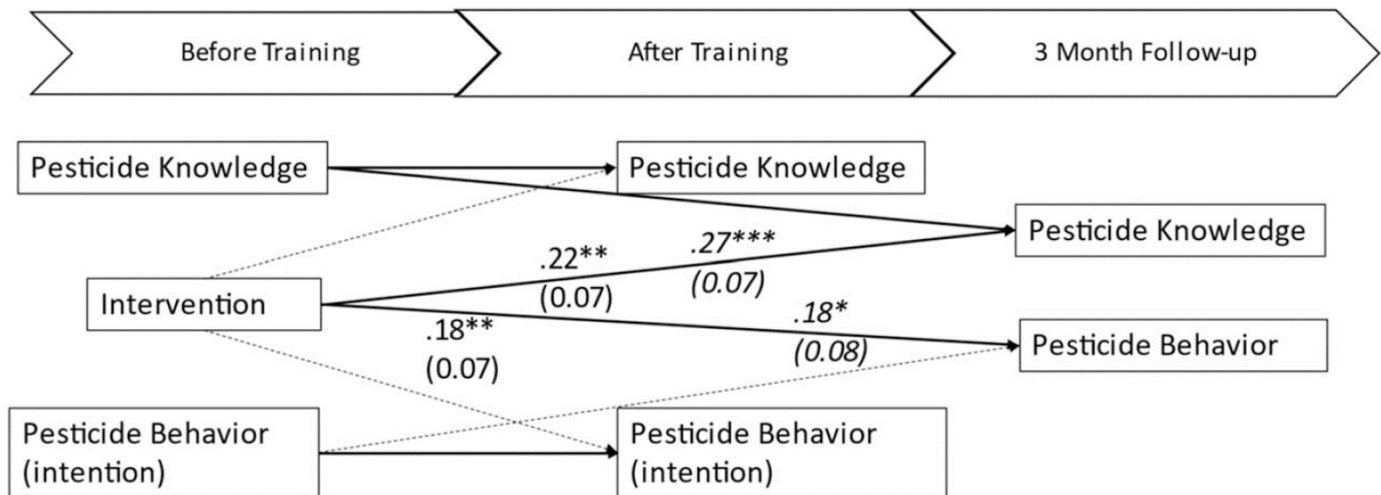 Before Training
After Training
3 Month Follow-up
Pesticide Knowledge
Pesticide Knowledge
Pesticide Knowledge
.22**
(0.07)
.27***
(0.07)
Intervention
.18**
(0.07)
.18*
(0.08)
Pesticide Behavior
Pesticide Behavior
(intention)
Pesticide Behavior
(intention)